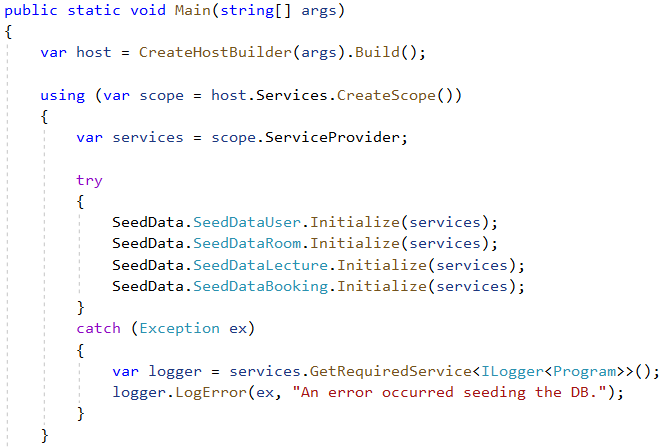 public static void Main(string[] args)
{
    var host = CreateHostBuilder(args).Build();

    using (var scope = host.Services.CreateScope())
    {
        var services = scope.ServiceProvider;

        try
        {
            SeedData.SeedDataUser.Initialize(services);
            SeedData.SeedDataRoom.Initialize(services);
            SeedData.SeedDataLecture.Initialize(services);
            SeedData.SeedDataBooking.Initialize(services);
        }
        catch (Exception ex)
        {
            var logger = services.GetRequiredService<ILogger<Program>>();
            logger.LogError(ex, "An error occurred seeding the DB.");
        }
    }